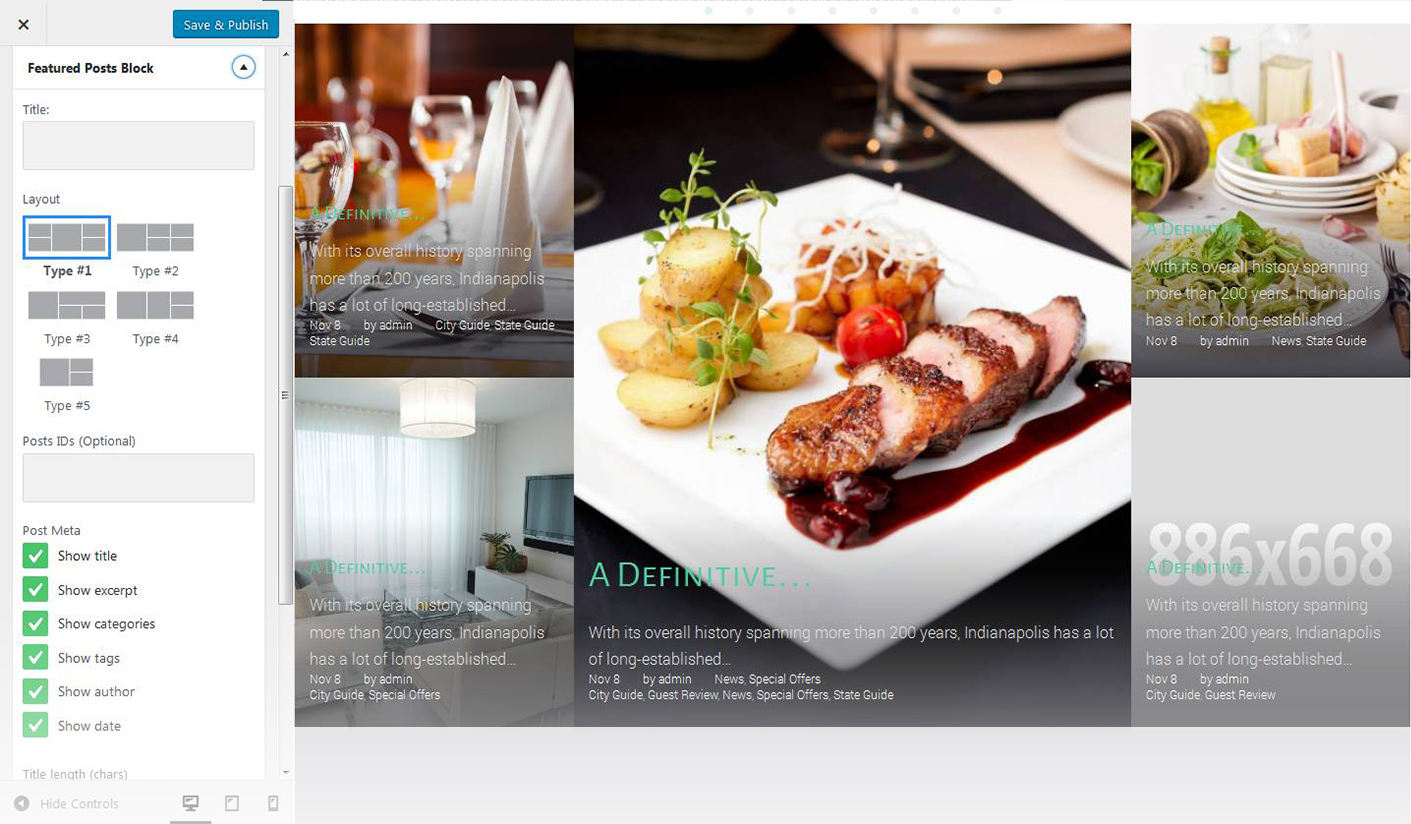 Save & Publish
Featured Posts Block
Title:
Layout
Type #1
Type #2
Type #3
Type #4
Type #5
Posts IDs (Optional)
Post Meta
Show title
Show excerpt
Show categories
Show tags
Show author
Show date
Title length (chars)
Hide Controls
A Definitive...
With its overall history spanning
more than 200 years, Indianapolis
has a lot of long-established...
Nov 8 by admin City Guide, State Guide
State Guide
A Definitive...
With its overall history spanning
more than 200 years, Indianapolis
has a lot of long-established...
Nov 8 by admin
City Guide, Special Offers
A Definitive...
With its overall history spanning more than 200 years, Indianapolis has a lot
of long-established...
Nov 8 by admin News, Special Offers
City Guide, Guest Review, News, Special Offers, State Guide
A Definitive...
With its overall history spanning
more than 200 years, Indianapolis
has a lot of long-established...
Nov 8 by admin News, State Guide
886x668
A Definitive...
With its overall history spanning
more than 200 years, Indianapolis
has a lot of long-established...
Nov 8 by admin
City Guide, Guest Review